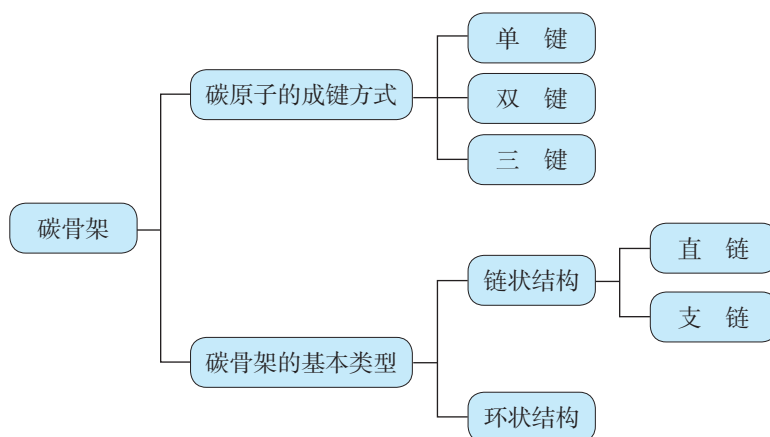 单 键
碳原子的成键方式
双 键
三 键
碳骨架
直 链
链状结构
支 链
碳骨架的基本类型
环状结构